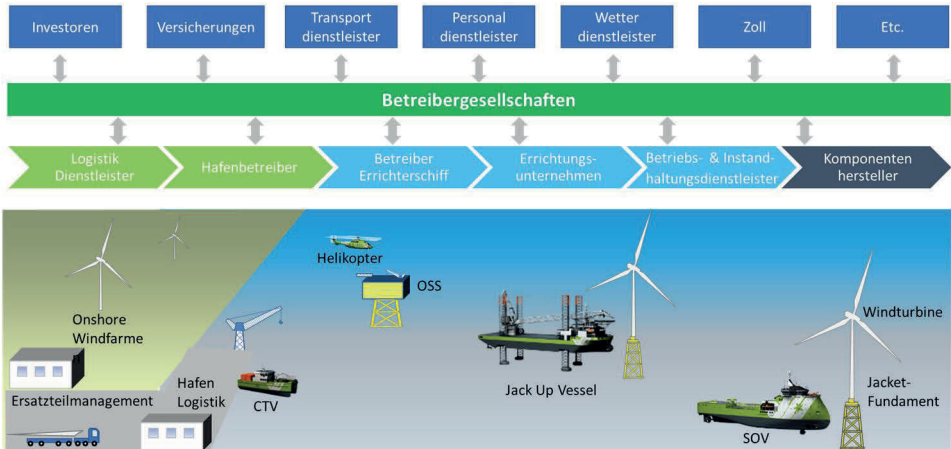 Investoren
Versicherungen
Transport
dienstleister
Personal
dienstleister
Wetter
dienstleister
Zoll
Etc.
Betreibergesellschaften
Logistik
Dienstleister
Hafenbetreiber
Betreiber
Errichterschiff
Errichtungs-
unternehmen
Betriebs- & Instand-
haltungsdienstleister
Komponenten
hersteller
Helikopter
OSS
Onshore
Windfarme
Windturbine
Ersatzteilmanagement
Hafen
Logistik
CTV
Jack Up Vessel
Jacket-
Fundament
SOV